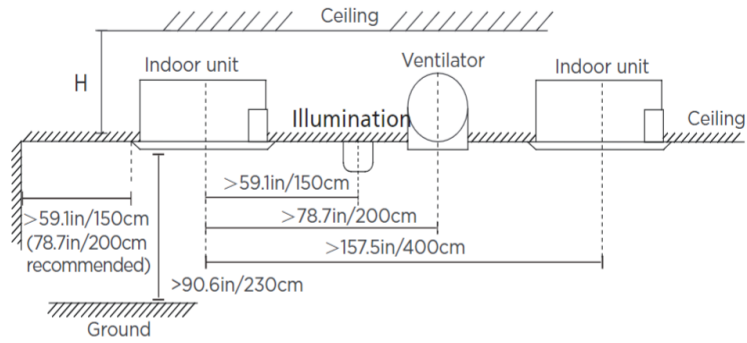 Ceiling
H
Indoor unit
Ventilator
Indoor unit
Illumination
Ceiling
>59.1in/150cm
>59.1in/150cm
(78.7in/200cm
recommended)
>78.7in/200cm
>157.5in/400cm
>90.6in/230cm
Ground